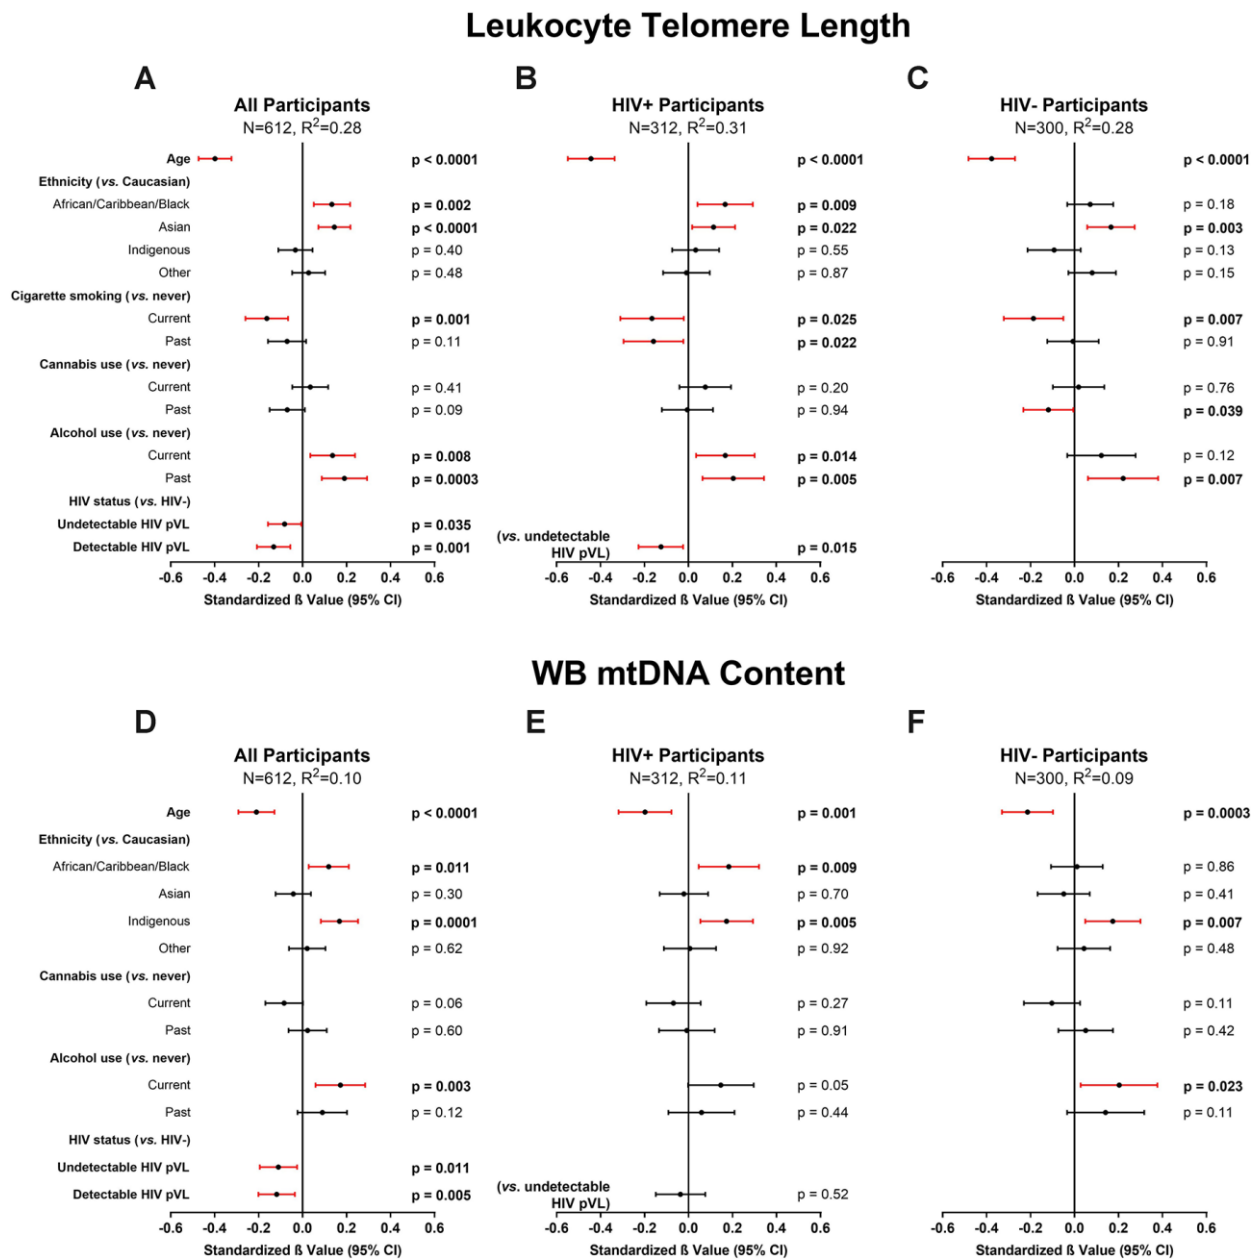 Leukocyte Telomere Length
A
All Participants
N=612, R²=0.28
B
HIV+ Participants
N=312, R²=0.31
C
HIV- Participants
N=300, R²=0.28
Age p < 0.0001 p < 0.0001 p < 0.0001
Ethnicity (vs. Caucasian)
African/Caribbean/Black p = 0.002 p = 0.009 p = 0.18
Asian p < 0.0001 p = 0.022 p = 0.003
Indigenous p = 0.40 p = 0.55 p = 0.13
Other p = 0.48 p = 0.87 p = 0.15
Cigarette smoking (vs. never)
Current p = 0.001 p = 0.025 p = 0.007
Past p = 0.11 p = 0.022 p = 0.91
Cannabis use (vs. never)
Current p = 0.41 p = 0.20 p = 0.76
Past p = 0.09 p = 0.94 p = 0.039
Alcohol use (vs. never)
Current p = 0.008 p = 0.014 p = 0.12
Past p = 0.0003 p = 0.005 p = 0.007
HIV status (vs. HIV-)
Undetectable HIV pVL p = 0.035
Detectable HIV pVL p = 0.001 (vs. undetectable
HIV pVL) p = 0.015
-0.6 -0.4 -0.2 0.0 0.2 0.4 0.6 -0.6 -0.4 -0.2 0.0 0.2 0.4 0.6 -0.6 -0.4 -0.2 0.0 0.2 0.4 0.6
Standardized ß Value (95% CI) Standardized ß Value (95% CI) Standardized ß Value (95% CI)
WB mtDNA Content
D
All Participants
N=612, R²=0.10
E
HIV+ Participants
N=312, R²=0.11
F
HIV- Participants
N=300, R²=0.09
Age p < 0.0001 p = 0.001 p = 0.0003
Ethnicity (vs. Caucasian)
African/Caribbean/Black p = 0.011 p = 0.009 p = 0.86
Asian p = 0.30 p = 0.70 p = 0.41
Indigenous p = 0.0001 p = 0.005 p = 0.007
Other p = 0.62 p = 0.92 p = 0.48
Cannabis use (vs. never)
Current p = 0.06 p = 0.27 p = 0.11
Past p = 0.60 p = 0.91 p = 0.42
Alcohol use (vs. never)
Current p = 0.003 p = 0.05 p = 0.023
Past p = 0.12 p = 0.44 p = 0.11
HIV status (vs. HIV-)
Undetectable HIV pVL p = 0.011
Detectable HIV pVL p = 0.005 (vs. undetectable
HIV pVL) p = 0.52
-0.6 -0.4 -0.2 0.0 0.2 0.4 0.6 -0.6 -0.4 -0.2 0.0 0.2 0.4 0.6 -0.6 -0.4 -0.2 0.0 0.2 0.4 0.6
Standardized ß Value (95% CI) Standardized ß Value (95% CI) Standardized ß Value (95% CI)